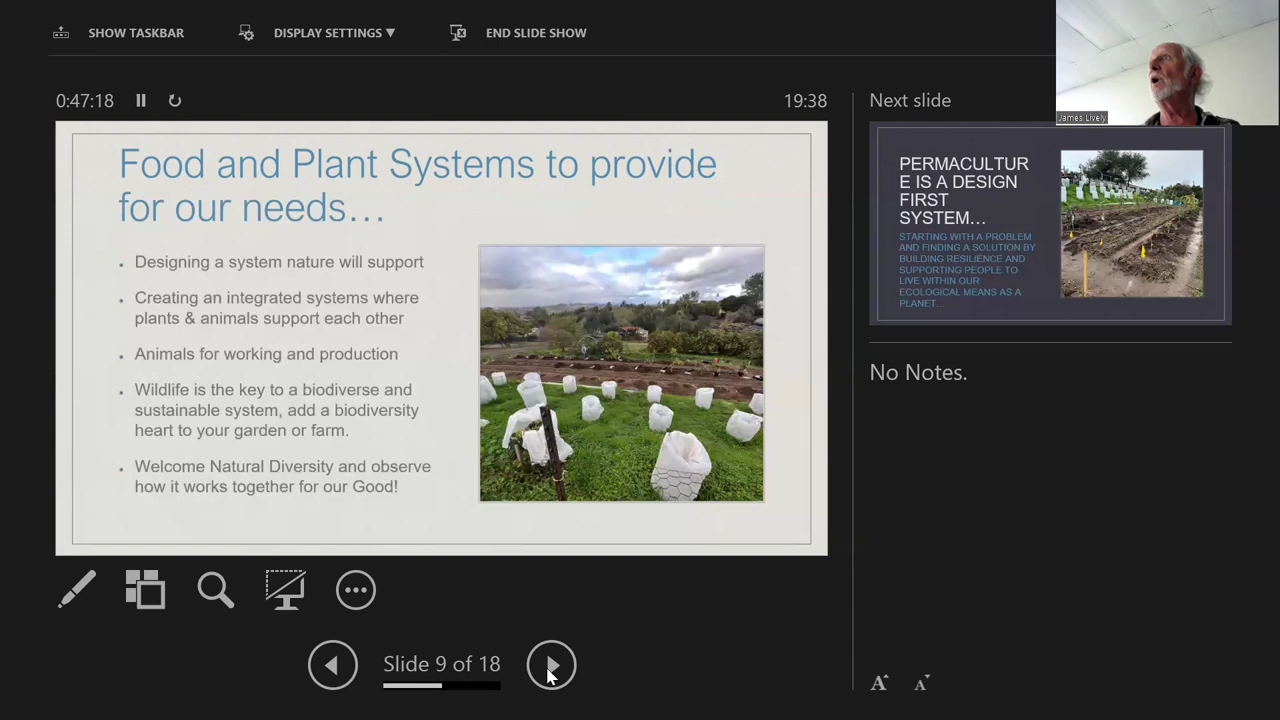 SHOW TASKBAR
DISPLAY SETTINGS ▼
END SLIDE SHOW
0:47:18
19:38
Food and Plant Systems to provide
for our needs…
• Designing a system nature will support
• Creating an integrated systems where
plants & animals support each other
• Animals for working and production
• Wildlife is the key to a biodiverse and
sustainable system, add a biodiversity
heart to your garden or farm.
• Welcome Natural Diversity and observe
how it works together for our Good!
Slide 9 of 18
Next slide
James Lively
PERMACULTUR
E IS A DESIGN
FIRST
SYSTEM…
STARTING WITH A PROBLEM
AND FINDING A SOLUTION BY
BUILDING RESILIENCE AND
SUPPORTING PEOPLE TO
LIVE WITHIN OUR
ECOLOGICAL MEANS AS A
PLANET…
No Notes.
A A